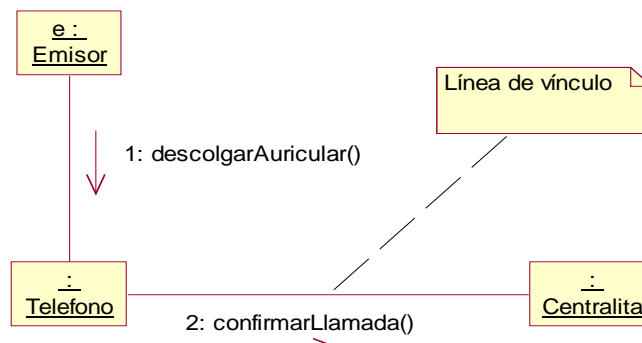 e :
Emisor
Línea de vínculo
1: descolgarAuricular()
:
Telefono
:
Centralita
2: confirmarLlamada()